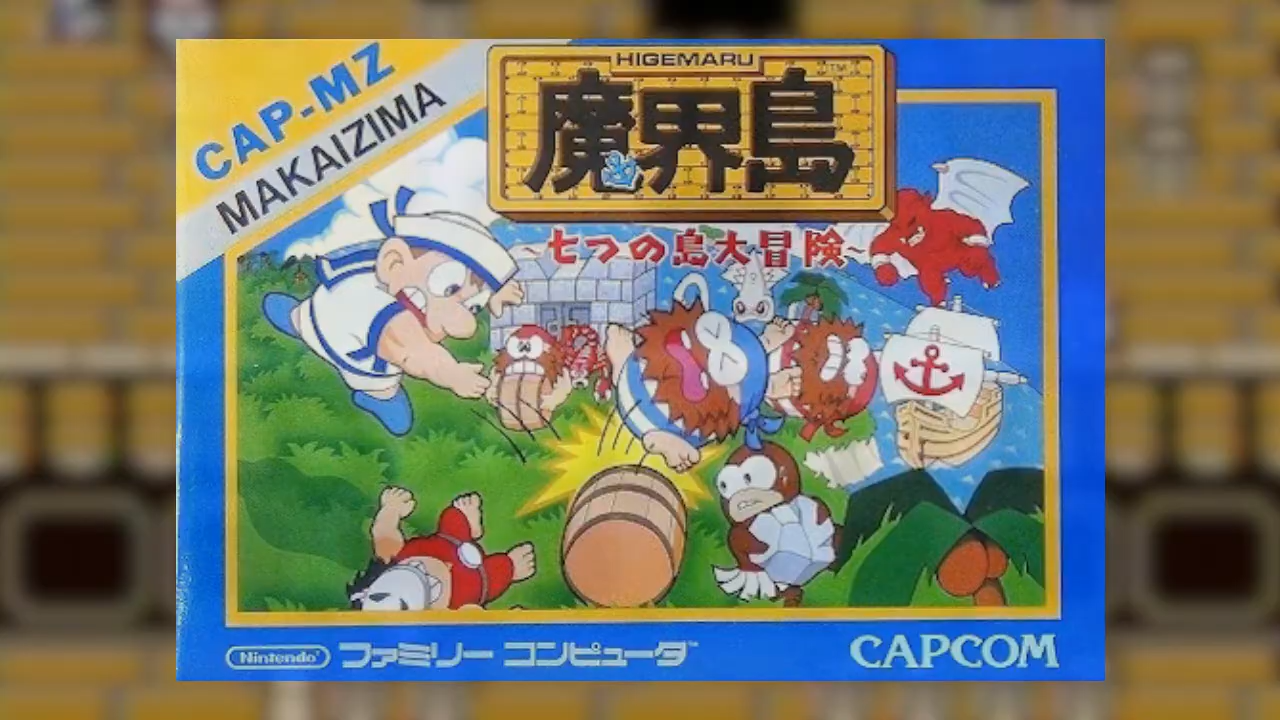 CAP-MZ
MAKAIZIMA
HIGEMARU
魔界島
TM
~七つの島大冒険~
Nintendo
ファミリーコンピュータ
TM
CAPCOM